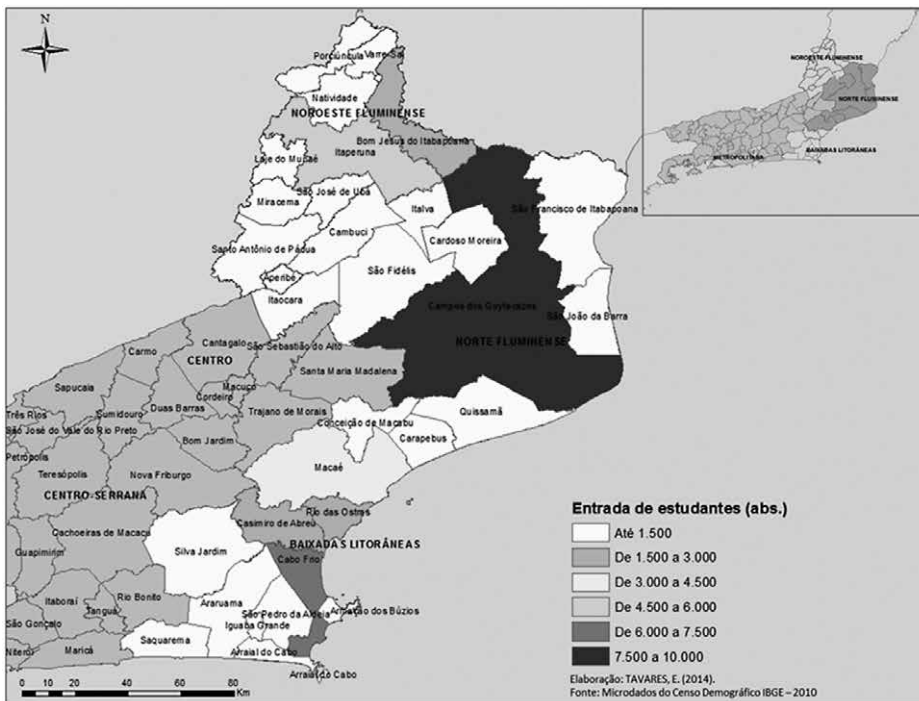 N
Porciúncula
Varre-Sai
Natividade
NOROESTE FLUMINENSE
Bom Jesus do Itabapoana
Itaperuna
Laje do Muriaé
São José de Ubá
Miracema
Italva
São Francisco de Itabapoana
Cambuci
Cardoso Moreira
Santo Antônio de Pádua
São Fidélis
Aperibé
Itaocara
Campos dos Goytacazes
São João da Barra
NORTE FLUMINENSE
Cantagalo
São Sebastião do Alto
Carmo
CENTRO
Santa Maria Madalena
Sapucaia
Macuco
Cordeiro
Três Rios
Sumidouro
Duas Barras
Trajano de Morais
Quissamã
São José do Vale do Rio Preto
Conceição de Macabu
Carapebus
Bom Jardim
Petrópolis
Teresópolis
Nova Friburgo
Macaé
CENTRO-SERRANA
Rio das Ostras
Casimiro de Abreu
Cachoeiras de Macacu
BAIXADAS LITORÂNEAS
Guapimirim
Silva Jardim
Cabo Frio
Itaboraí
Rio Bonito
Tanguá
Araruama
São Pedro da Aldeia
Armação dos Búzios
São Gonçalo
Iguaba Grande
Saquarema
Niterói
Maricá
Arraial do Cabo
Arraial do Cabo
0 10 20 40 60 80
Km
NOROESTE FLUMINENSE
NORTE FLUMINENSE
BAIXADAS LITORÂNEAS
METROPOLITANA
Entrada de estudantes (abs.)
Até 1.500
De 1.500 a 3.000
De 3.000 a 4.500
De 4.500 a 6.000
De 6.000 a 7.500
7.500 a 10.000
Elaboração: TAVARES, E. (2014).
Fonte: Microdados do Censo Demográfico IBGE – 2010